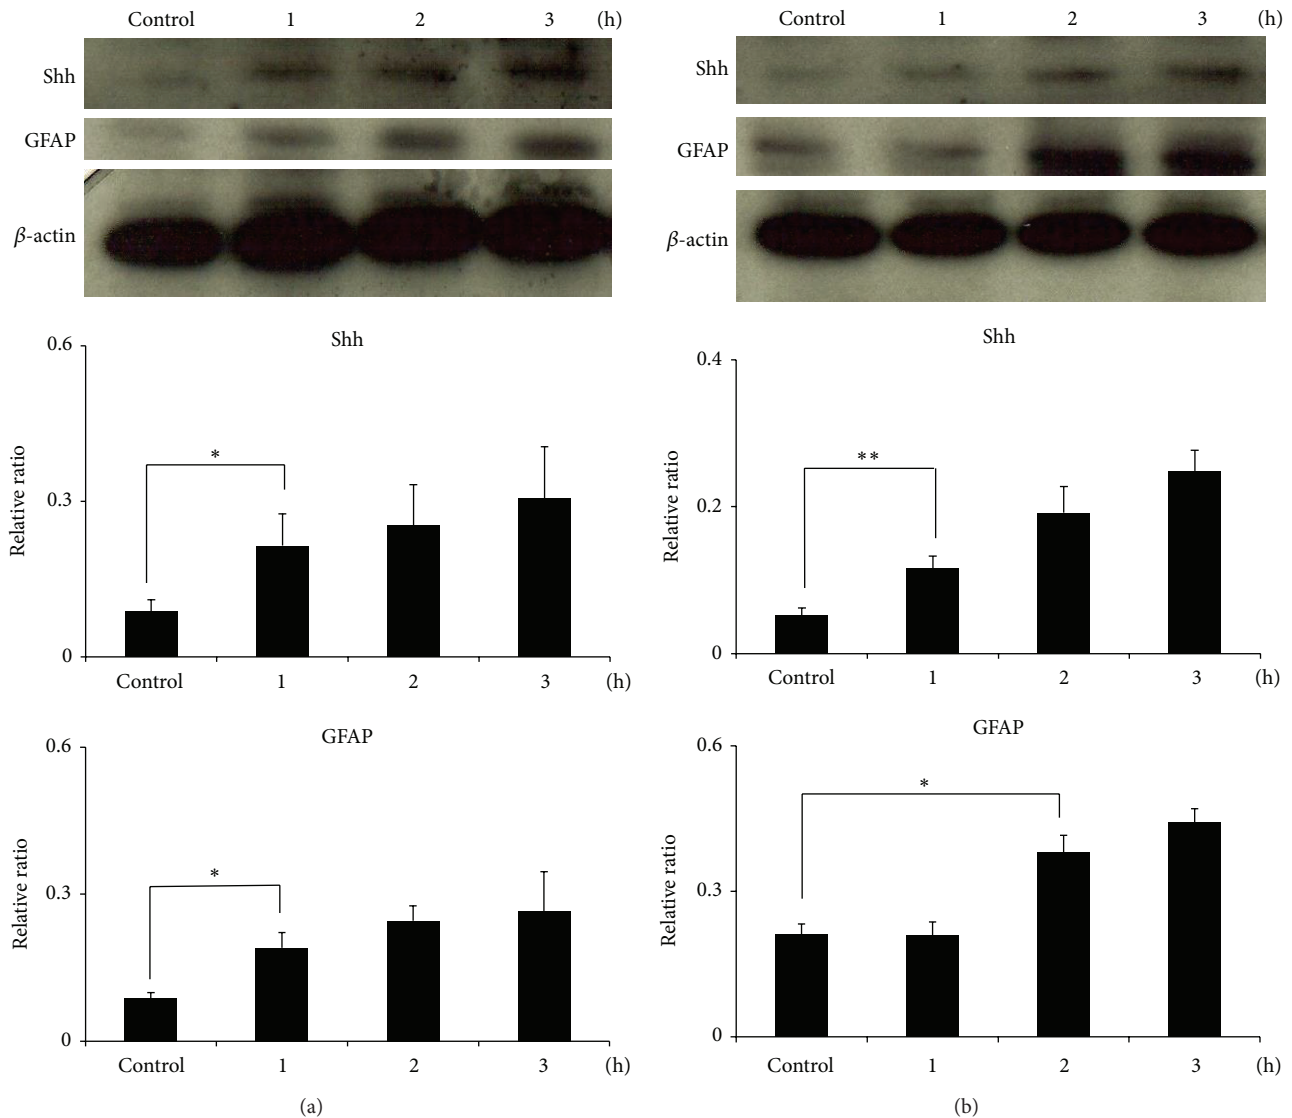 Control 1 2 3 (h)
Shh
GFAP
β-actin
Shh
0.6
0.3
0
Relative ratio
*
Control 1 2 3 (h)
GFAP
0.6
0.3
0
Relative ratio
*
Control 1 2 3 (h)
(a)
Control 1 2 3 (h)
Shh
GFAP
β-actin
Shh
0.4
0.2
0
Relative ratio
**
Control 1 2 3 (h)
GFAP
0.6
0.3
0
Relative ratio
*
Control 1 2 3 (h)
(b)